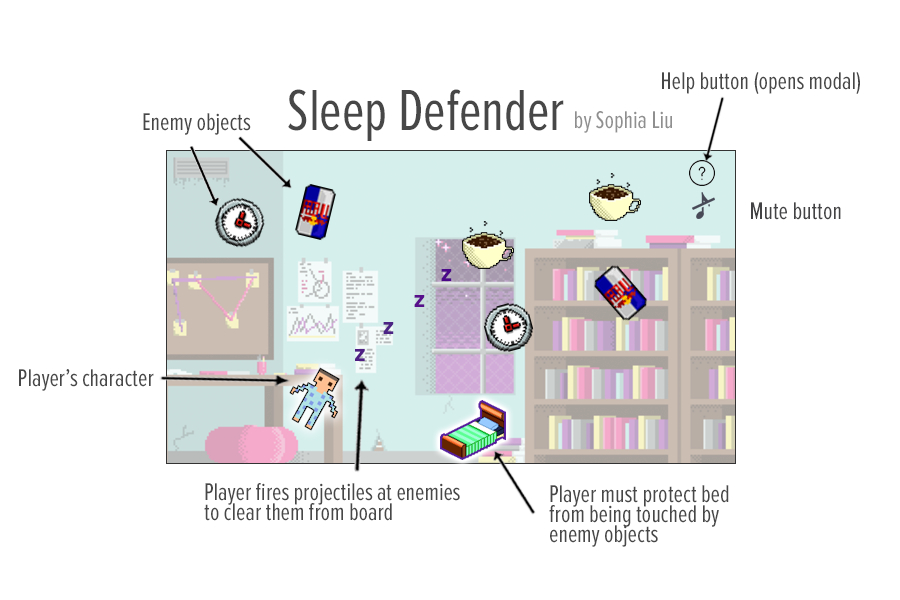 Help button (opens modal)
Sleep Defender by Sophia Liu
Enemy objects
?
Mute button
z
z
z
z
Player's character
Player fires projectiles at enemies
to clear them from board
Player must protect bed
from being touched by
enemy objects